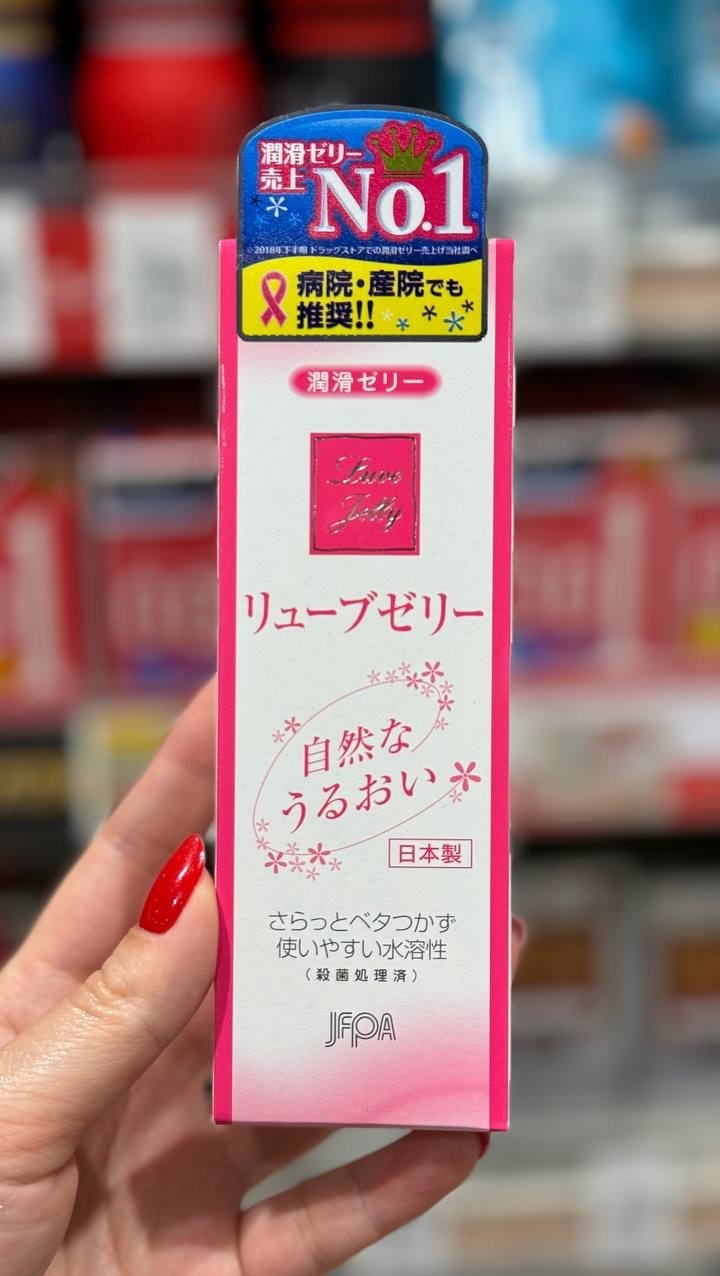 潤滑ゼリー
売上
No.1
※2018年下半期 ドラッグストアでの潤滑ゼリー売上げ当社調べ
病院・産院でも
推奨!!
潤滑ゼリー
Luve
Jelly
リューブゼリー
自然な
うるおい
日本製
さらっとベタつかず
使いやすい水溶性
(殺菌処理済)
JFPA